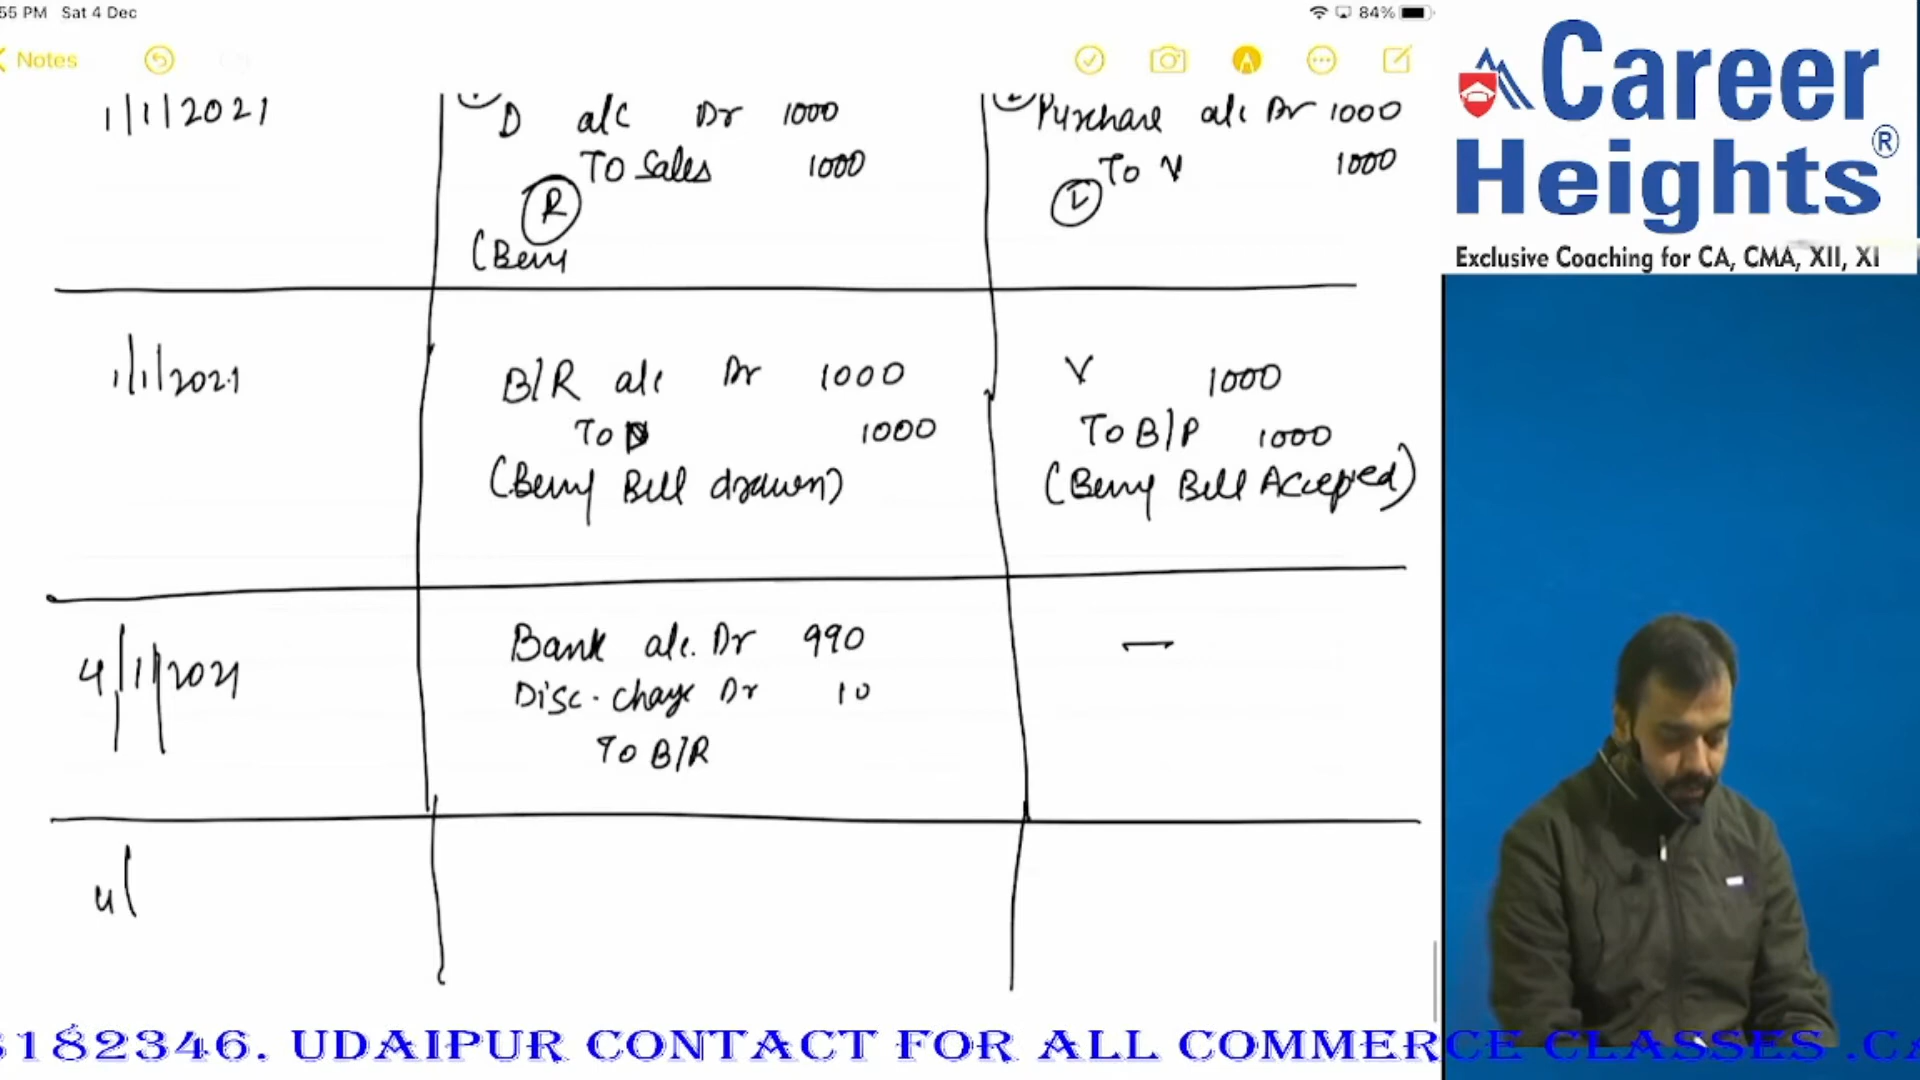 55 PM Sat 4 Dec
84%
Notes
1/1/2021
D a/c Dr 1000
To Sales 1000
R
(Being
Purchase a/c Dr 1000
To V 1000
L
1/1/2021
B/R a/c Dr 1000
To D 1000
(Being Bill drawn)
V 1000
To B/P 1000
(Being Bill Accepted)
4/1/2021
Bank a/c. Dr 990
Disc. charge Dr 10
To B/R
—
4/
Career
Heights®
Exclusive Coaching for CA, CMA, XII, XI
182346. UDAIPUR CONTACT FOR ALL COMMERCE CLASSES .CA